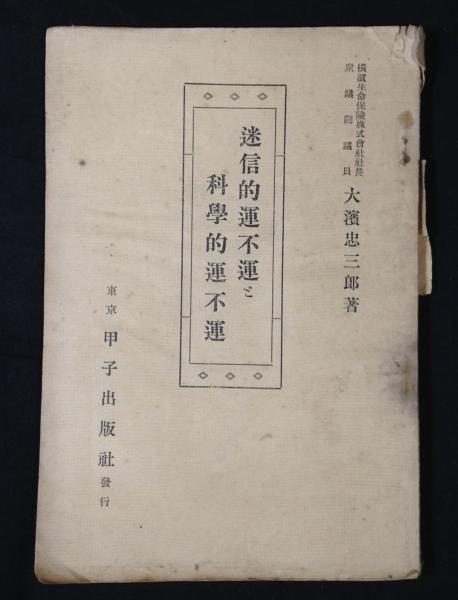 横濱生命保險株式會社社長
衆議院議員
大濱忠三郎著
迷信的運不運と
科學的運不運
東京 甲子出版社 發行